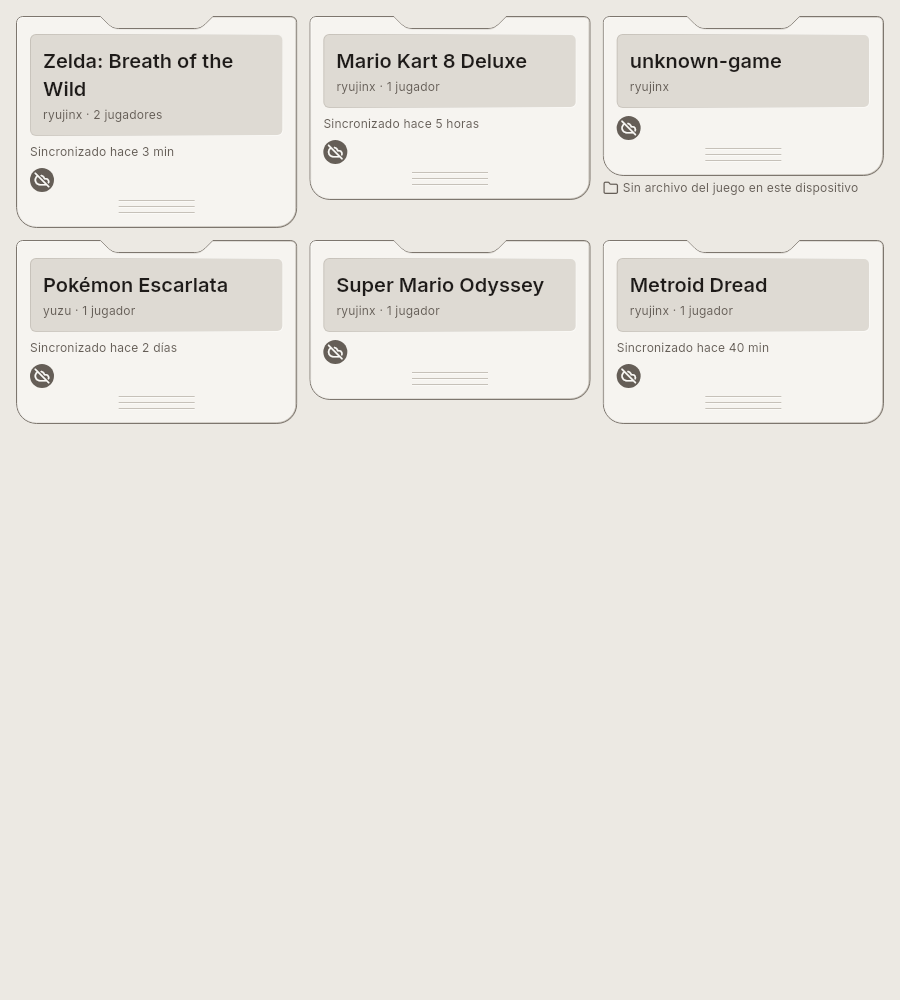 Zelda: Breath of the
Wild
ryujinx · 2 jugadores
Sincronizado hace 3 min
Mario Kart 8 Deluxe
ryujinx · 1 jugador
Sincronizado hace 5 horas
unknown-game
ryujinx
Sin archivo del juego en este dispositivo
Pokémon Escarlata
yuzu · 1 jugador
Sincronizado hace 2 días
Super Mario Odyssey
ryujinx · 1 jugador
Metroid Dread
ryujinx · 1 jugador
Sincronizado hace 40 min